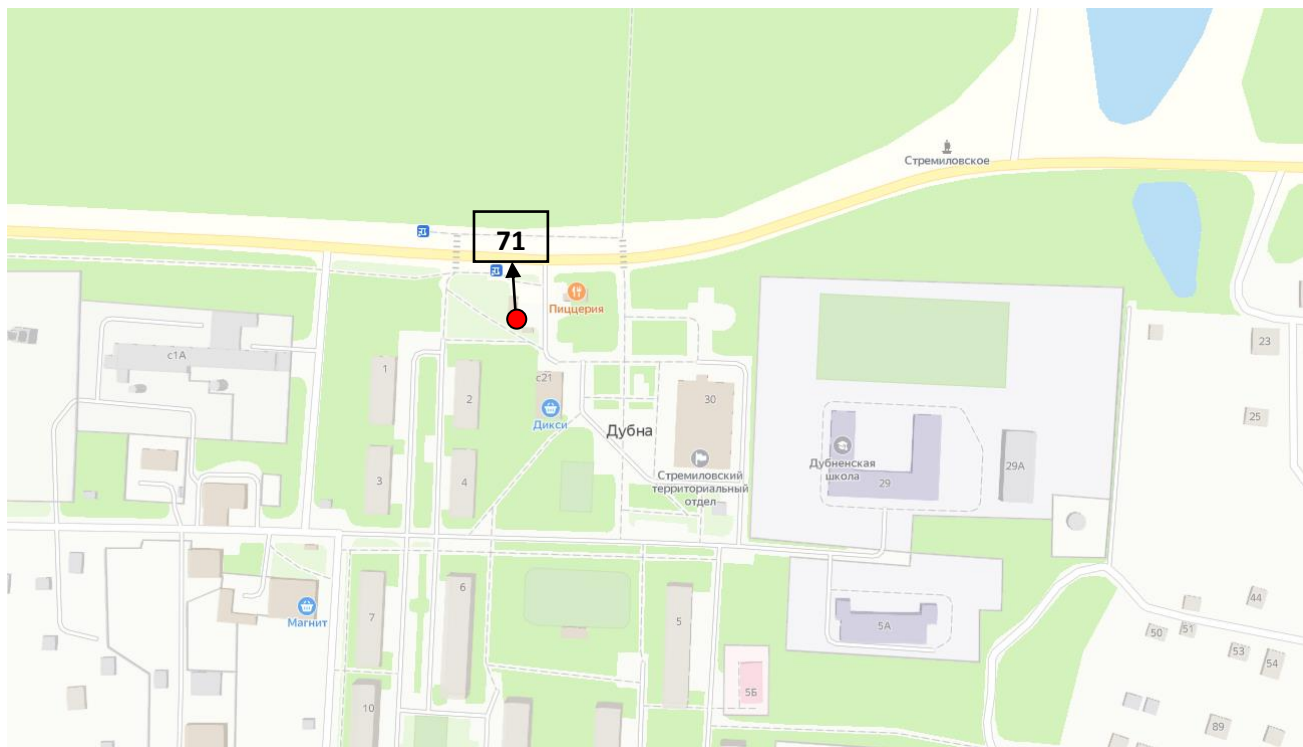 Стремиловское
71
Пиццерия
с1А
1
2
с21
Дикси
30
Дубна
Стремиловский
территориальный
отдел
Дубненская
школа
29
29А
23
25
3
4
Магнит
7
6
5
5А
5Б
10
44
50
51
53
54
89